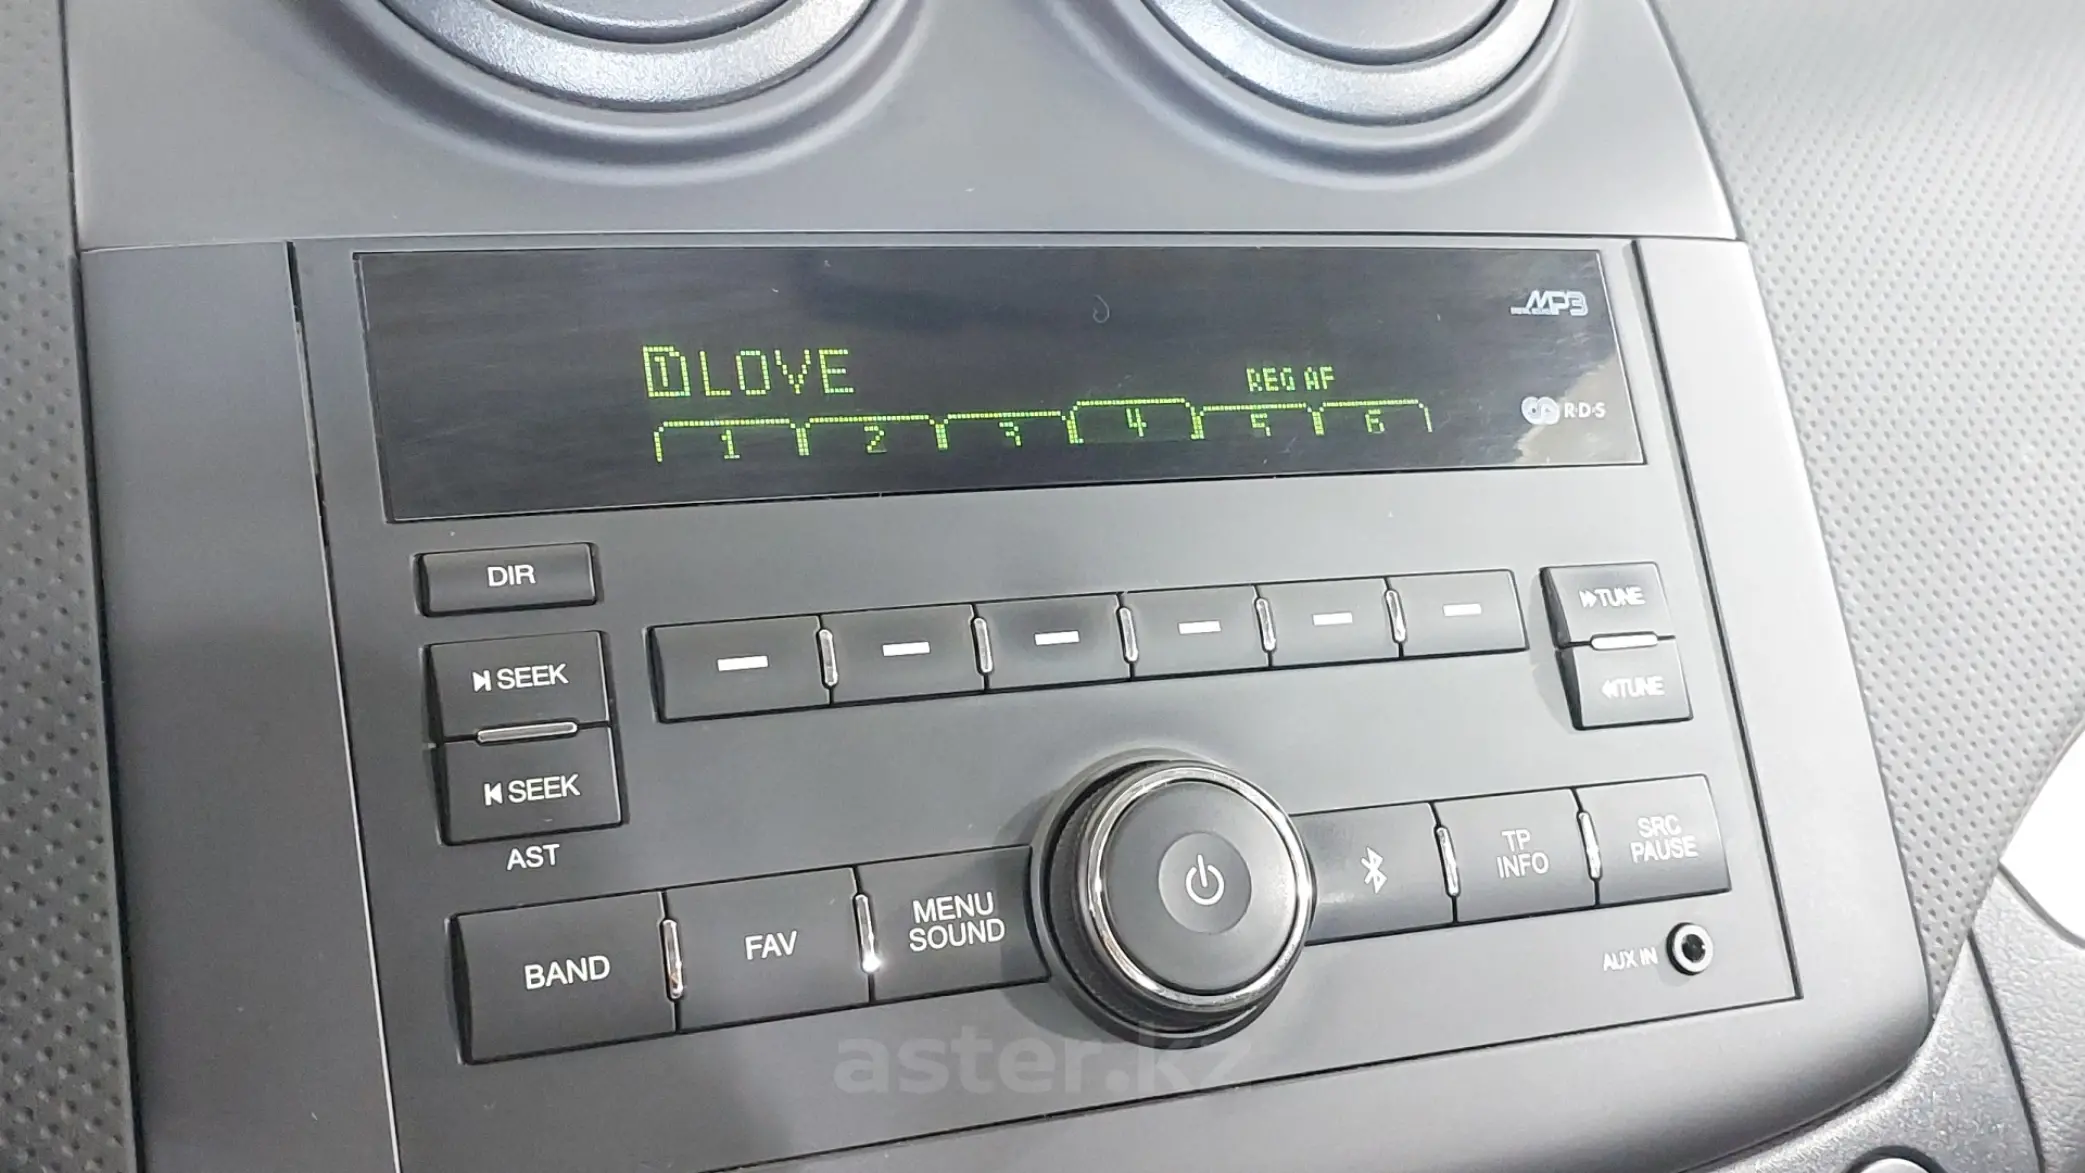 MP3
1 LOVE
REG AF
1 2 3 4 5 6
R·D·S
DIR
SEEK
SEEK
AST
TUNE
TUNE
BAND
FAV
MENU
SOUND
TP
INFO
SRC
PAUSE
AUX IN
aster.kz